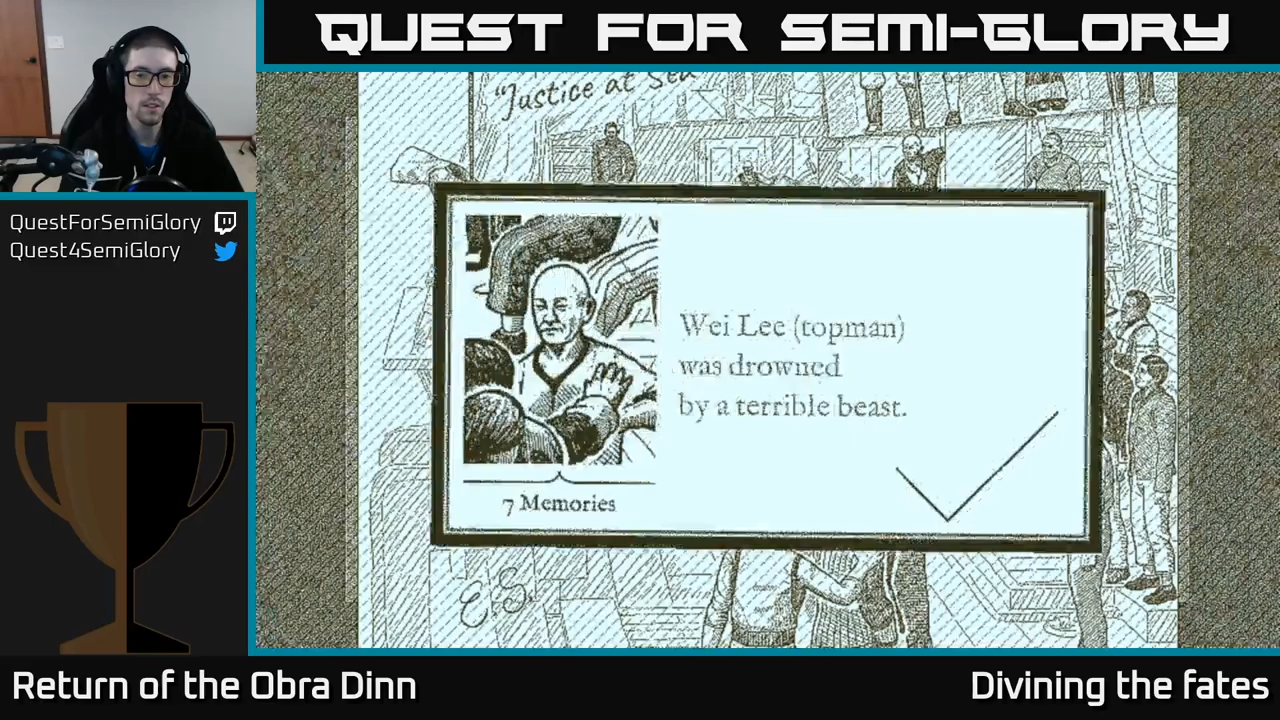 QUEST FOR SEMI-GLORY
QuestForSemiGlory
Quest4SemiGlory
"Justice at Sea
Wei Lee (topman)
was drowned
by a terrible beast.
7 Memories
E.S.
Return of the Obra Dinn
Divining the fates